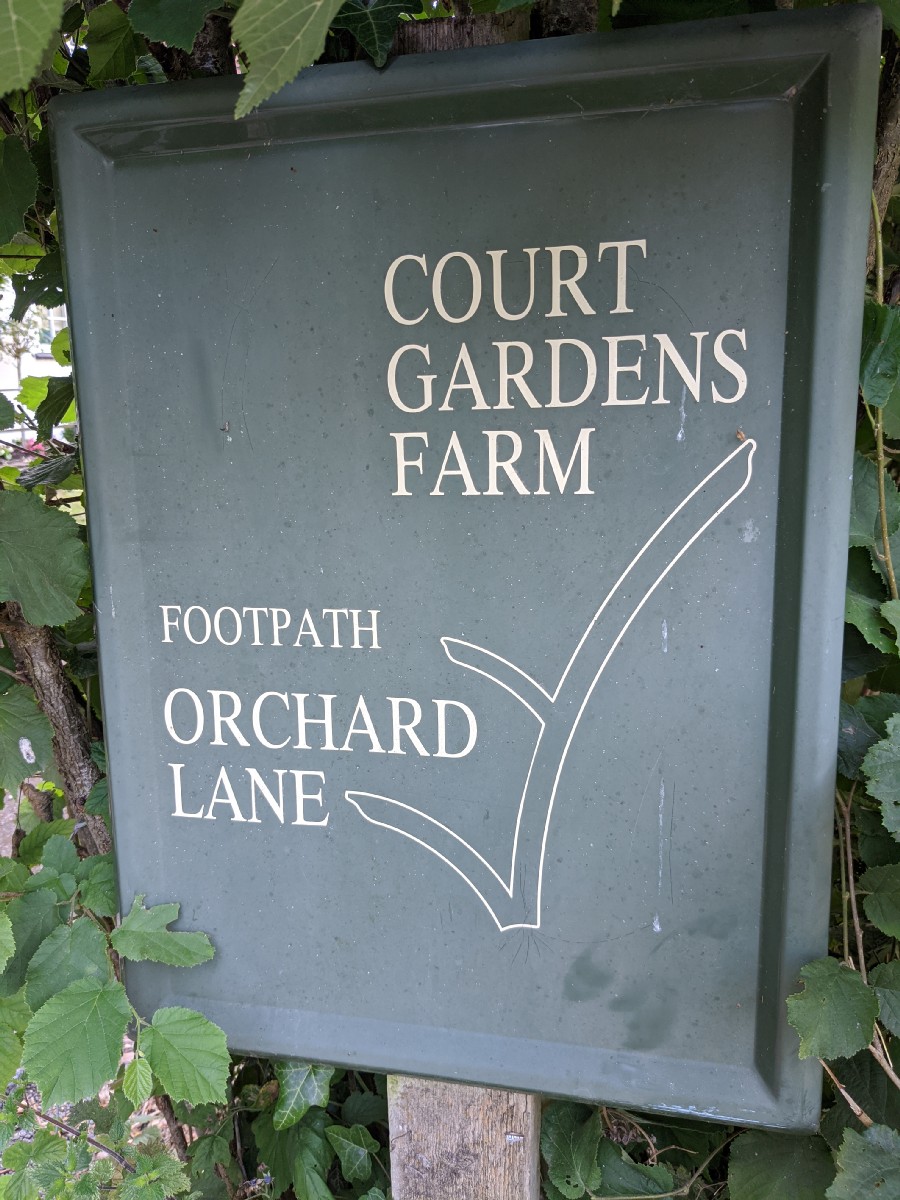 COURT
GARDENS
FARM
FOOTPATH
ORCHARD
LANE